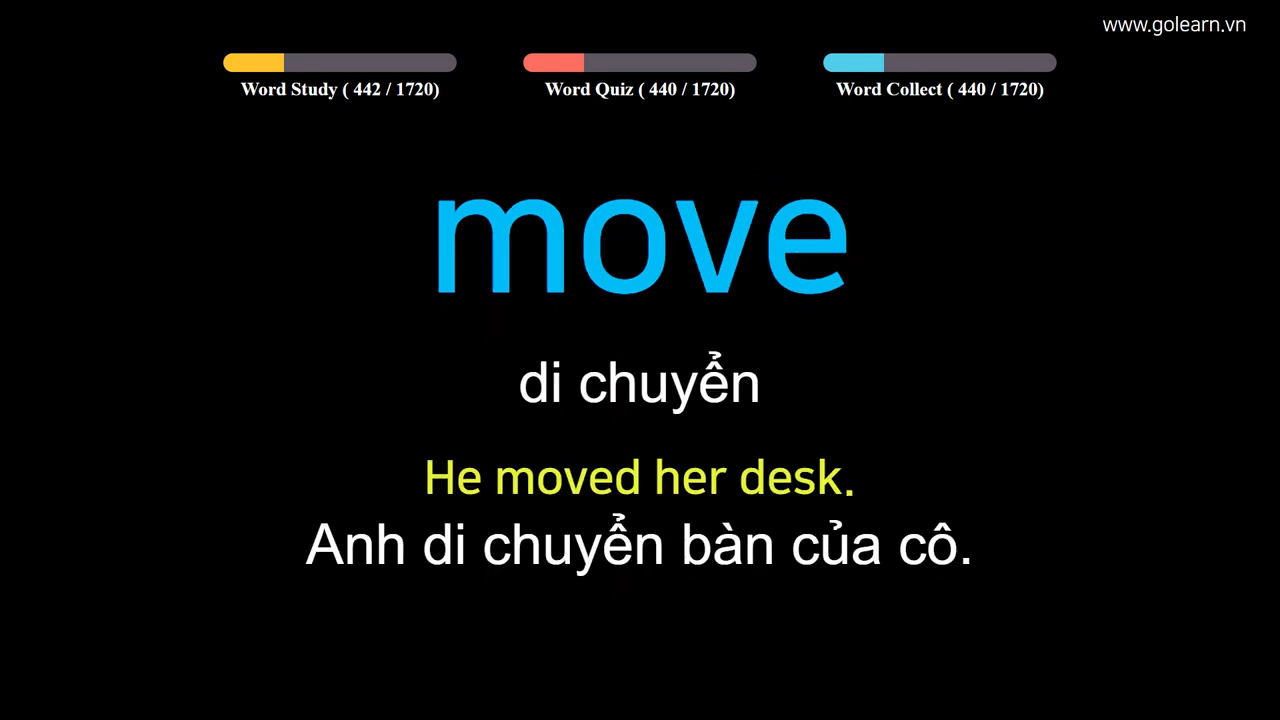 www.golearn.vn
Word Study ( 442 / 1720)
Word Quiz ( 440 / 1720)
Word Collect ( 440 / 1720)
move
di chuyển
He moved her desk.
Anh di chuyển bàn của cô.